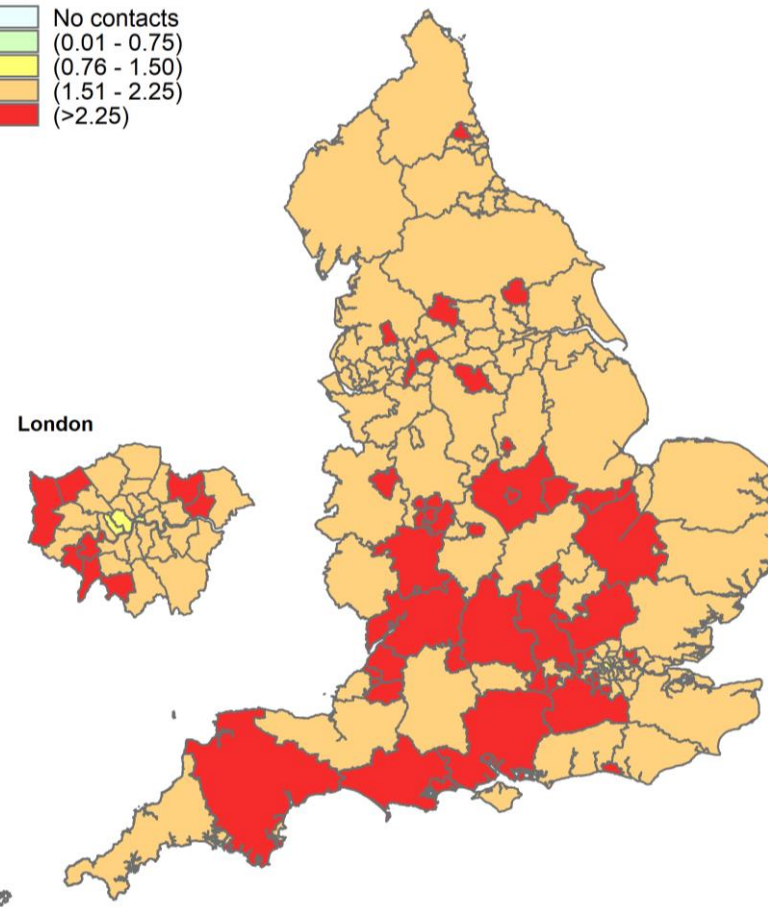 No contacts
(0.01 - 0.75)
(0.76 - 1.50)
(1.51 - 2.25)
(>2.25)
London